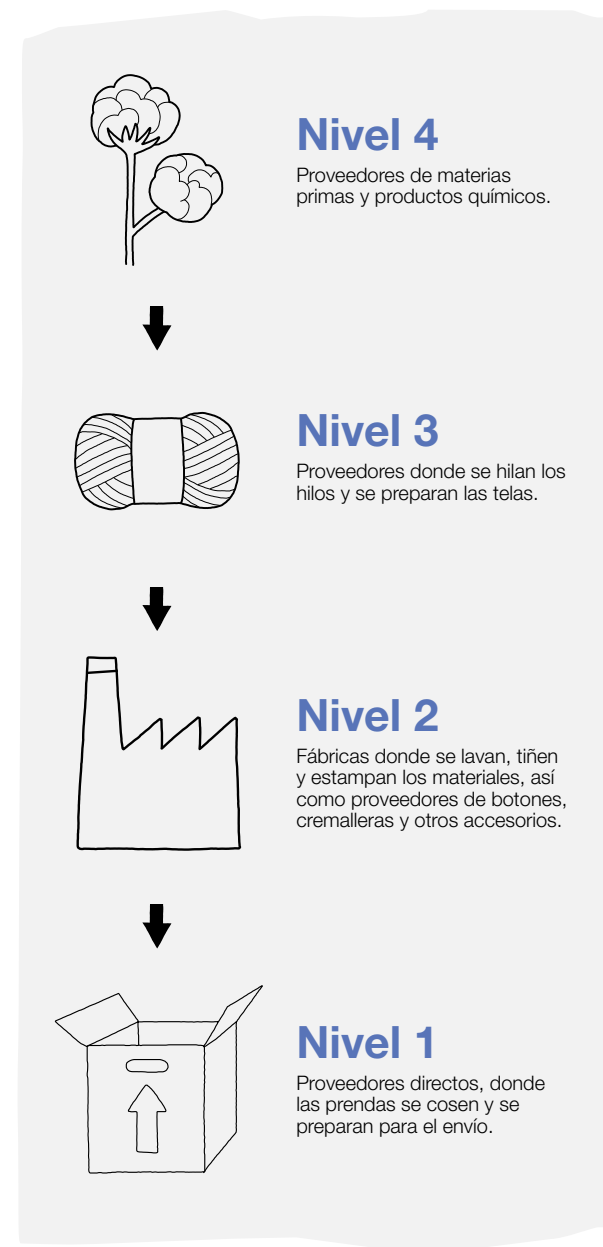 Nivel 4
Proveedores de materias
primas y productos químicos.
Nivel 3
Proveedores donde se hilan los
hilos y se preparan las telas.
Nivel 2
Fábricas donde se lavan, tiñen
y estampan los materiales, así
como proveedores de botones,
cremalleras y otros accesorios.
Nivel 1
Proveedores directos, donde
las prendas se cosen y se
preparan para el envío.